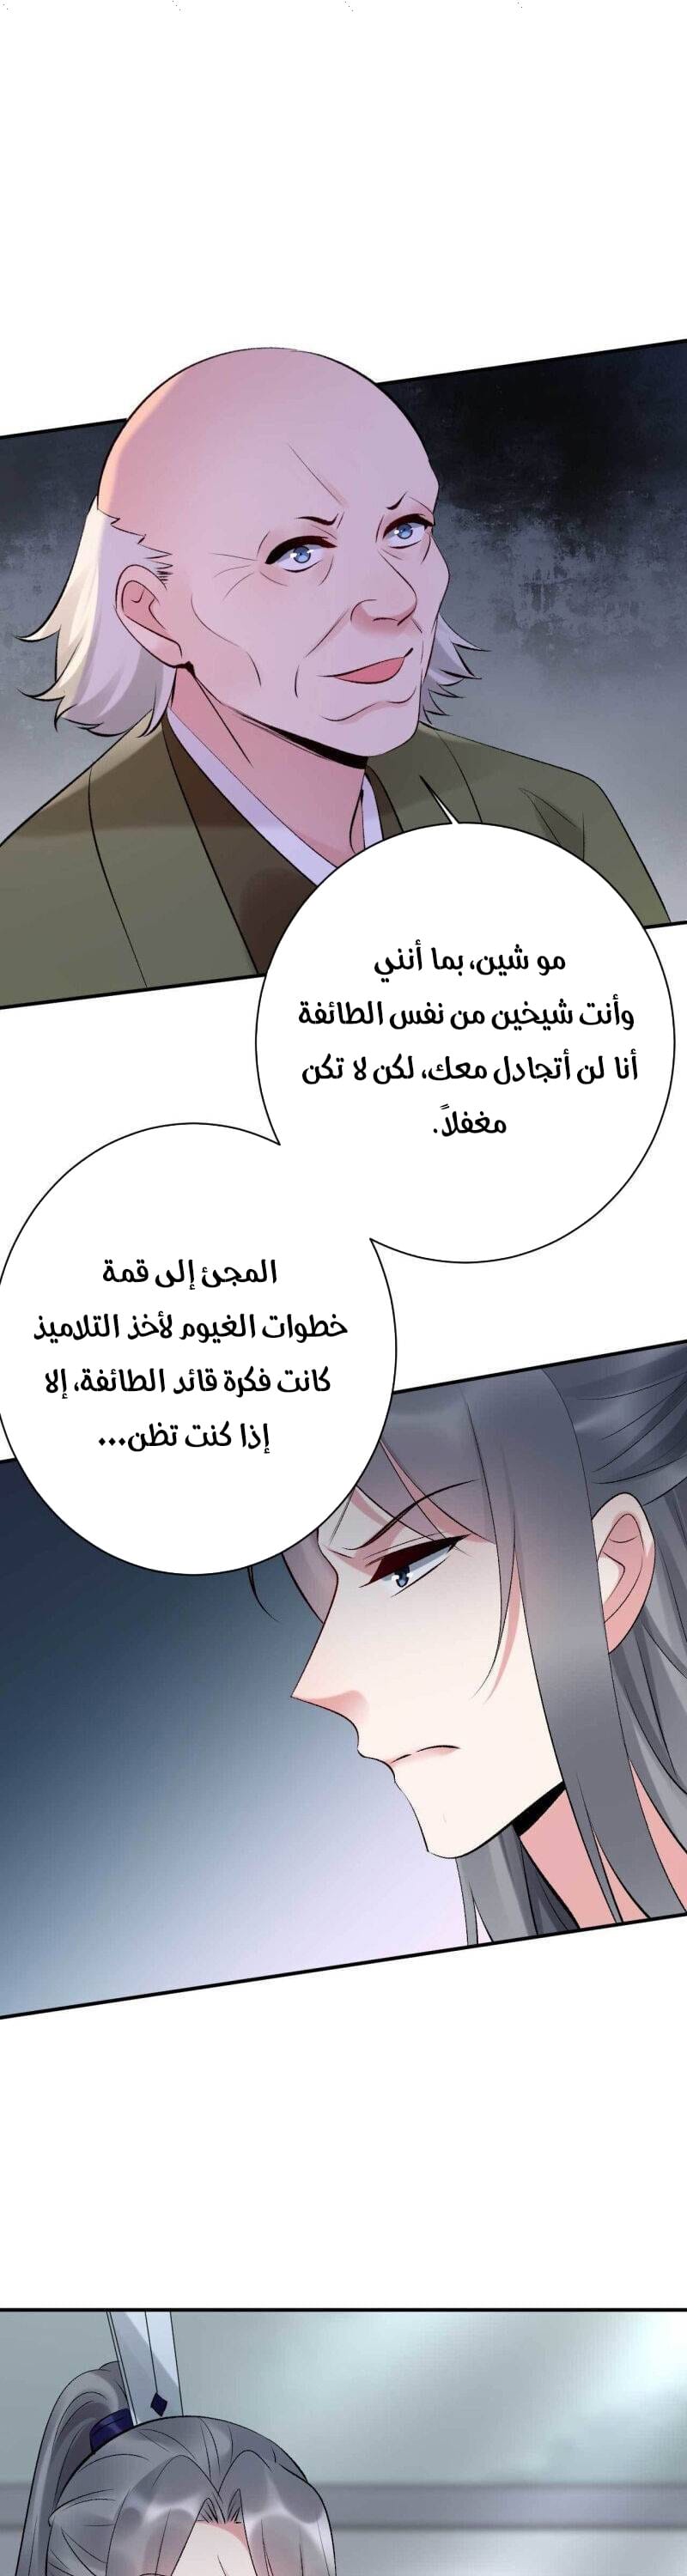 مو شين، بما أنني
وأنت شيخين من نفس الطائفة
أنا لن أتجادل معك، لكن لا تكن
مغفلاً.
المجئ إلى قمة
خطوات الغيوم لأخذ التلاميذ
كانت فكرة قائد الطائفة، إلا
إذا كنت تظن...